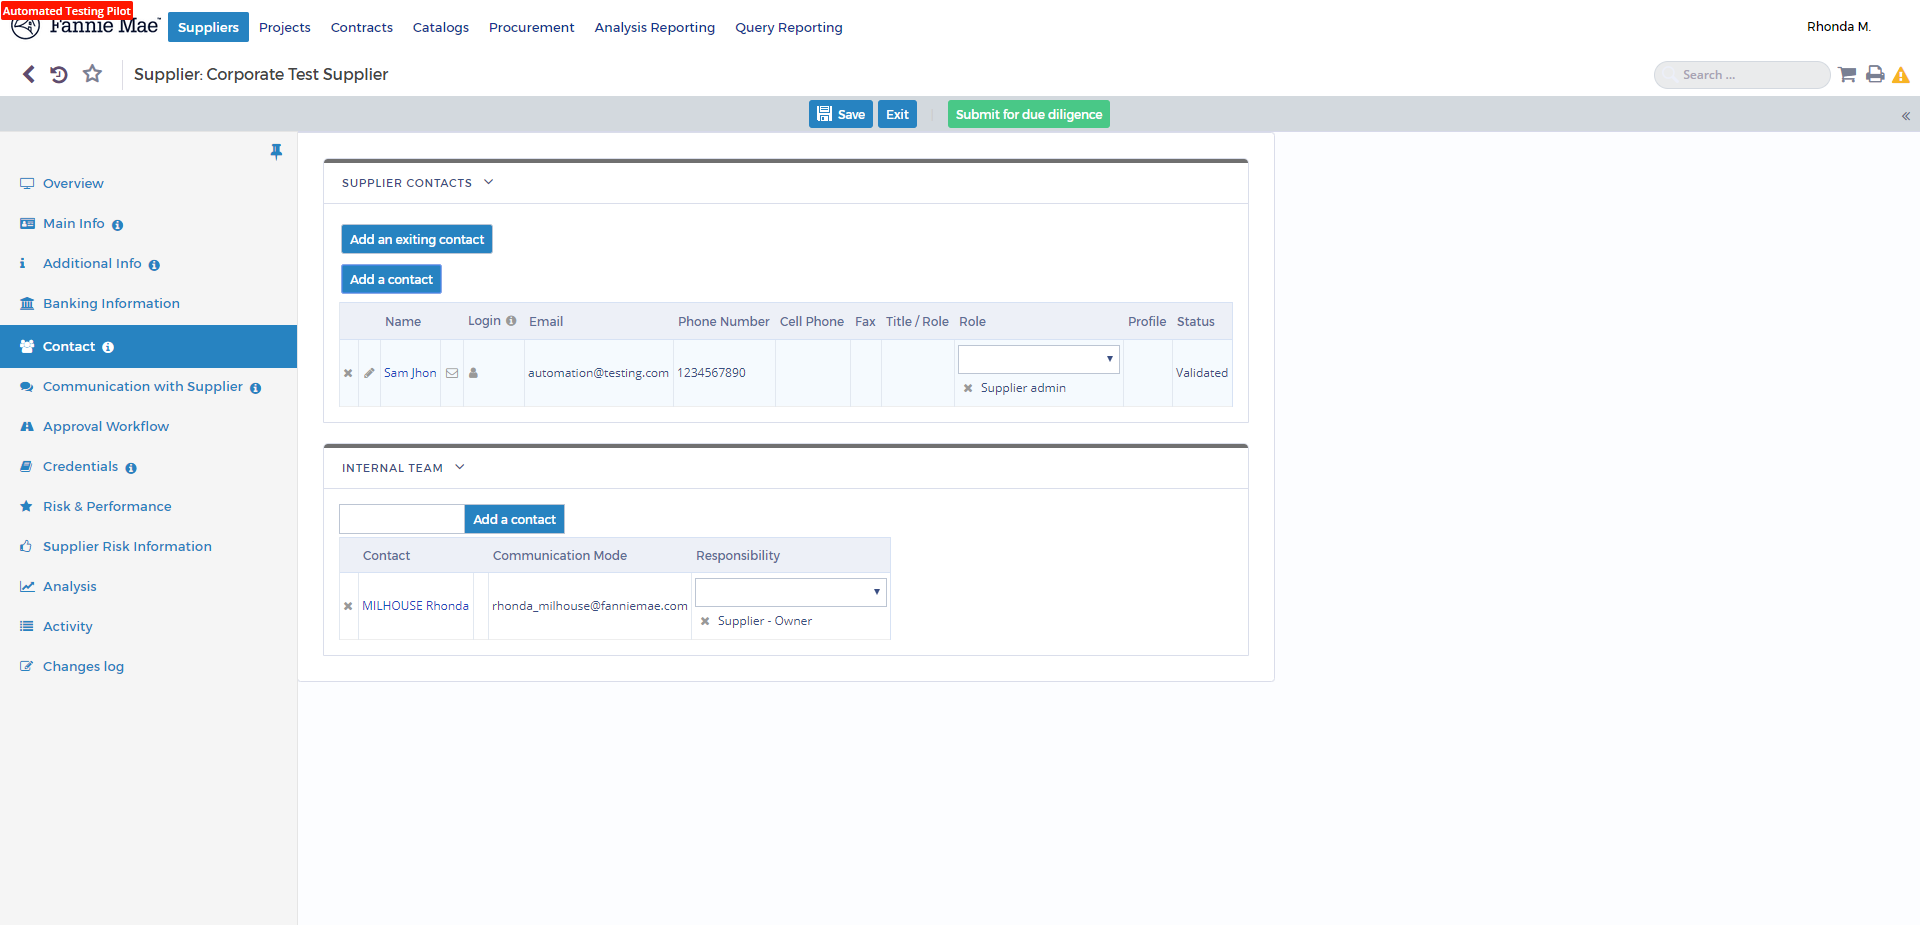 Automated Testing Pilot
Fannie Mae
Suppliers Projects Contracts Catalogs Procurement Analysis Reporting Query Reporting
Rhonda M.
Supplier: Corporate Test Supplier
Search ...
Save Exit Submit for due diligence
Overview
Main Info
Additional Info
Banking Information
Contact
Communication with Supplier
Approval Workflow
Credentials
Risk & Performance
Supplier Risk Information
Analysis
Activity
Changes log
SUPPLIER CONTACTS
Add an exiting contact
Add a contact
Name Login Email Phone Number Cell Phone Fax Title / Role Role Profile Status
Sam Jhon automation@testing.com 1234567890 Validated
Supplier admin
INTERNAL TEAM
Add a contact
Contact Communication Mode Responsibility
MILHOUSE Rhonda rhonda_milhouse@fanniemae.com
Supplier - Owner